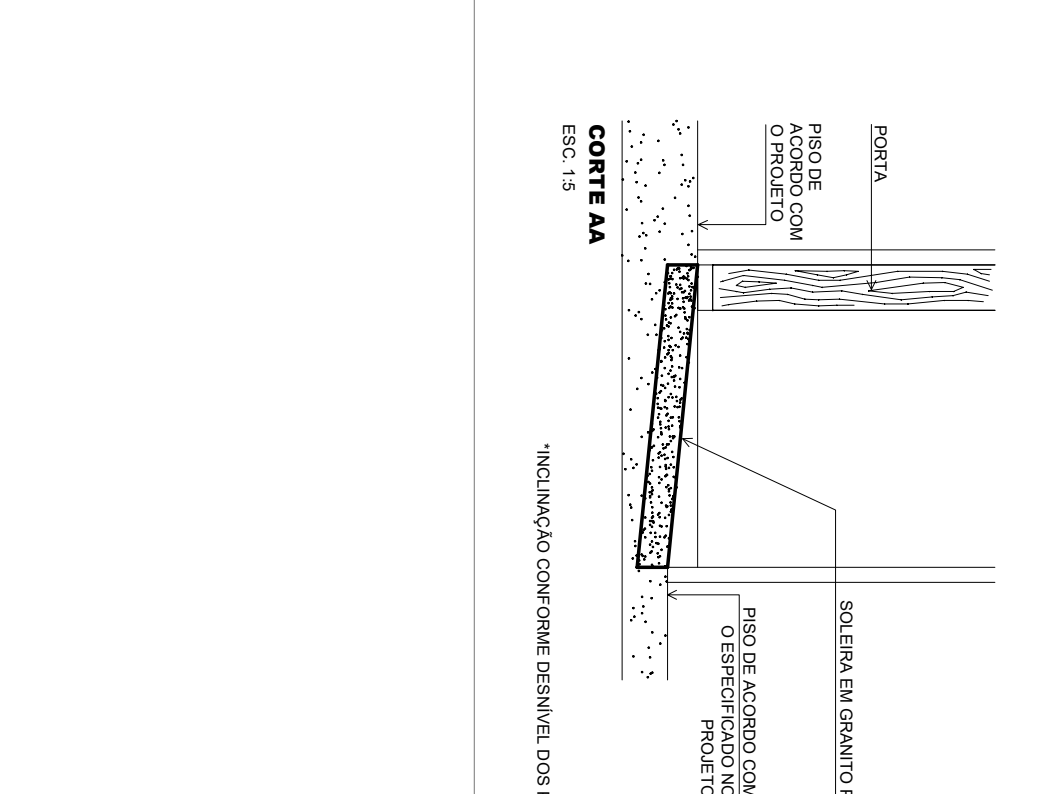 PORTA
PISO DE
ACORDO COM
O PROJETO
SOLEIRA EM GRANITO
PISO DE ACORDO COM
O ESPECIFICADO NO
PROJETO
CORTE AA
ESC. 1:5
*INCLINAÇÃO CONFORME DESNÍVEL DOS